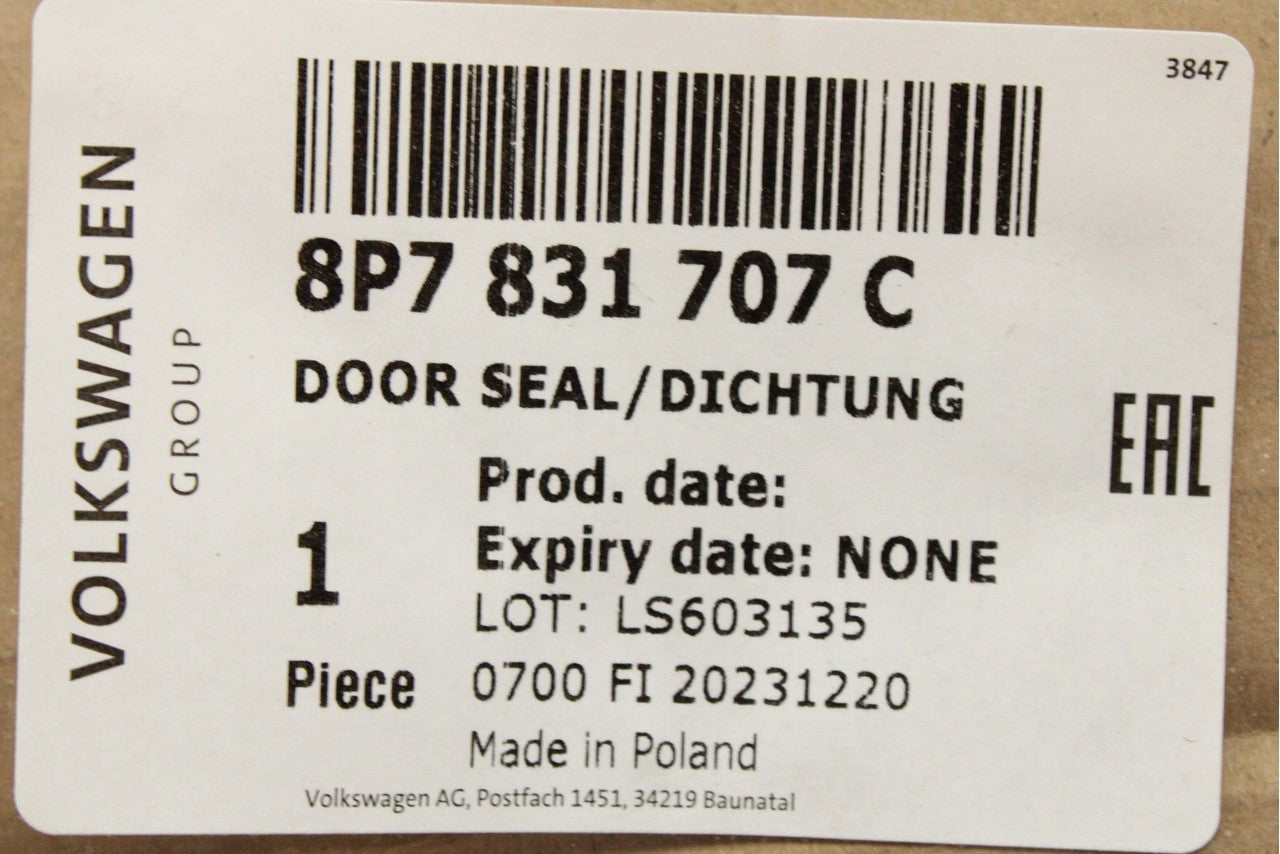 3847
VOLKSWAGEN
GROUP
8P7 831 707 C
DOOR SEAL/DICHTUNG
EAC
Prod. date:
1
Expiry date: NONE
LOT: LS603135
Piece
0700 FI 20231220
Made in Poland
Volkswagen AG, Postfach 1451, 34219 Baunatal